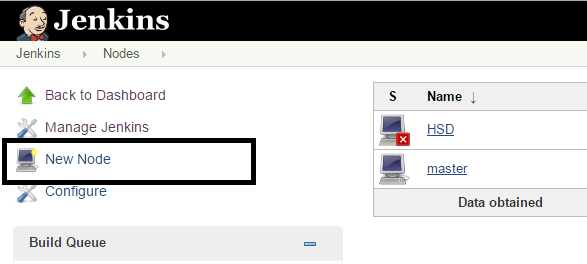 Jenkins
Jenkins Nodes
Back to Dashboard
Manage Jenkins
New Node
Configure
Build Queue
S Name ↓
HSD
master
Data obtained